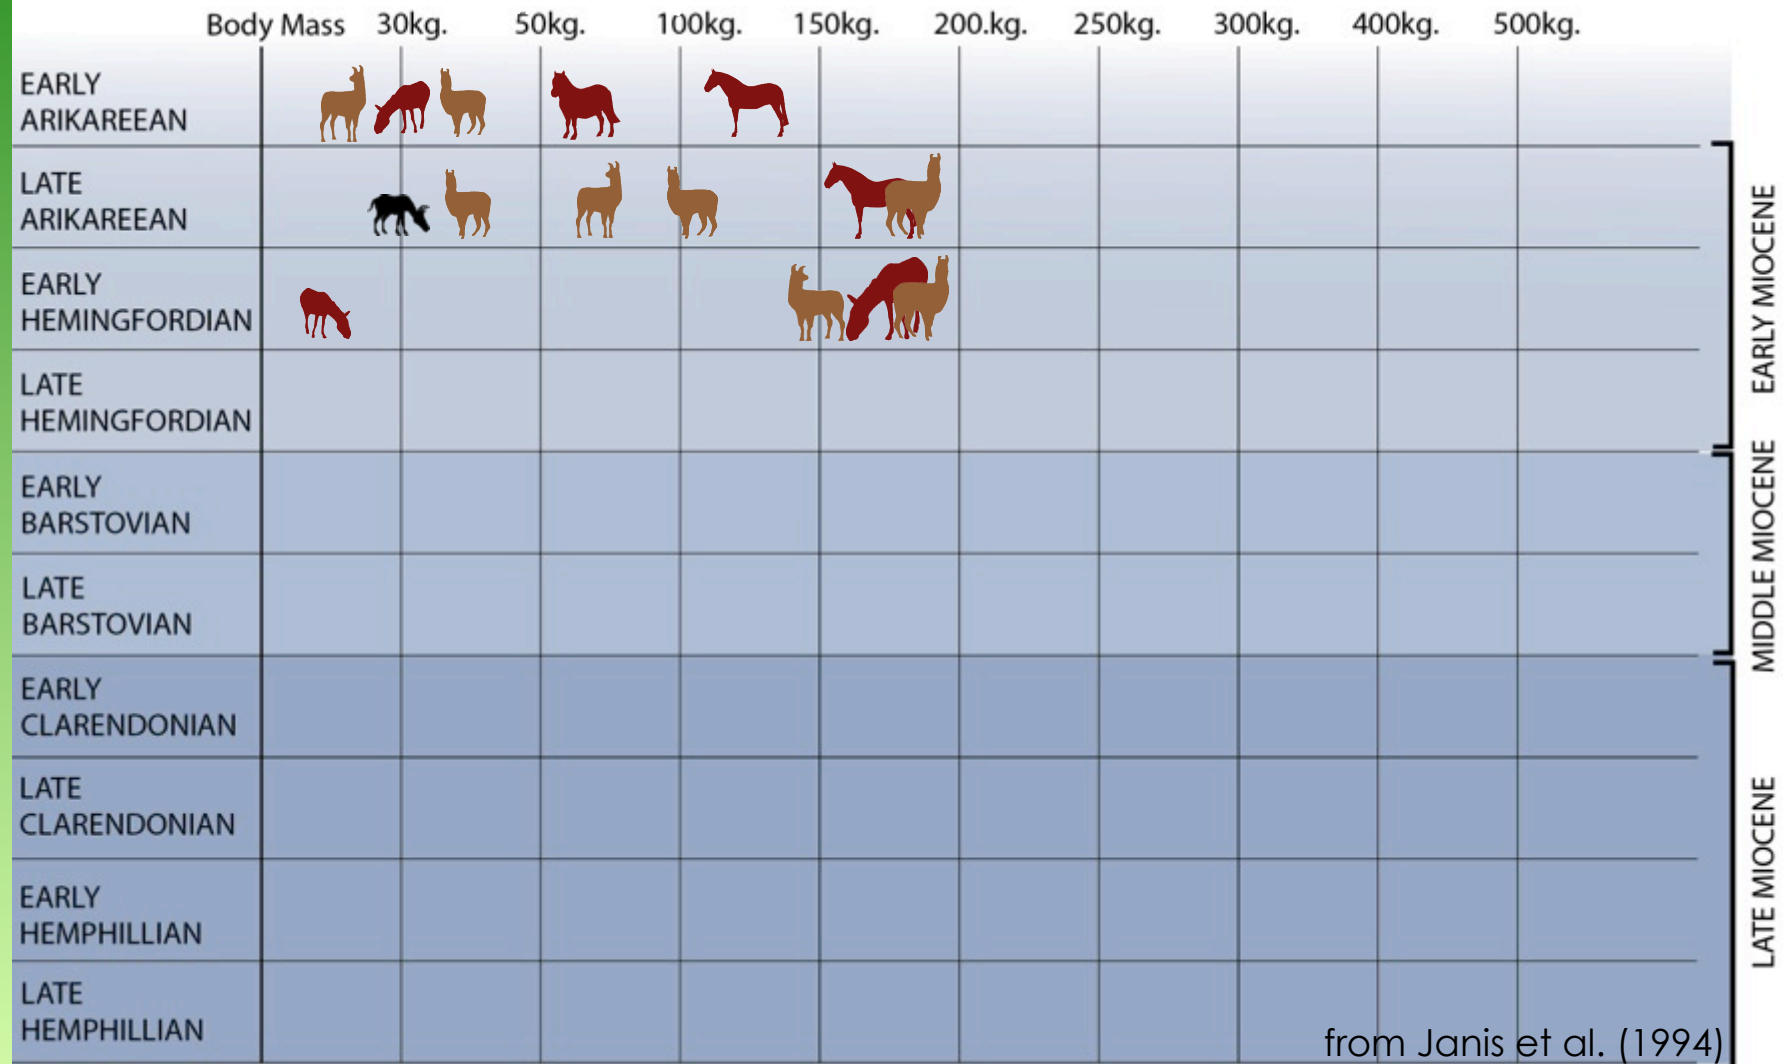 Body Mass 30kg. 50kg. 100kg. 150kg. 200.kg. 250kg. 300kg. 400kg. 500kg.
EARLY
ARIKAREEAN
LATE
ARIKAREEAN
EARLY
HEMINGFORDIAN
LATE
HEMINGFORDIAN
EARLY
BARSTOVIAN
LATE
BARSTOVIAN
EARLY
CLARENDONIAN
LATE
CLARENDONIAN
EARLY
HEMPHILLIAN
LATE
HEMPHILLIAN
EARLY MIOCENE
MIDDLE MIOCENE
LATE MIOCENE
from Janis et al. (1994)